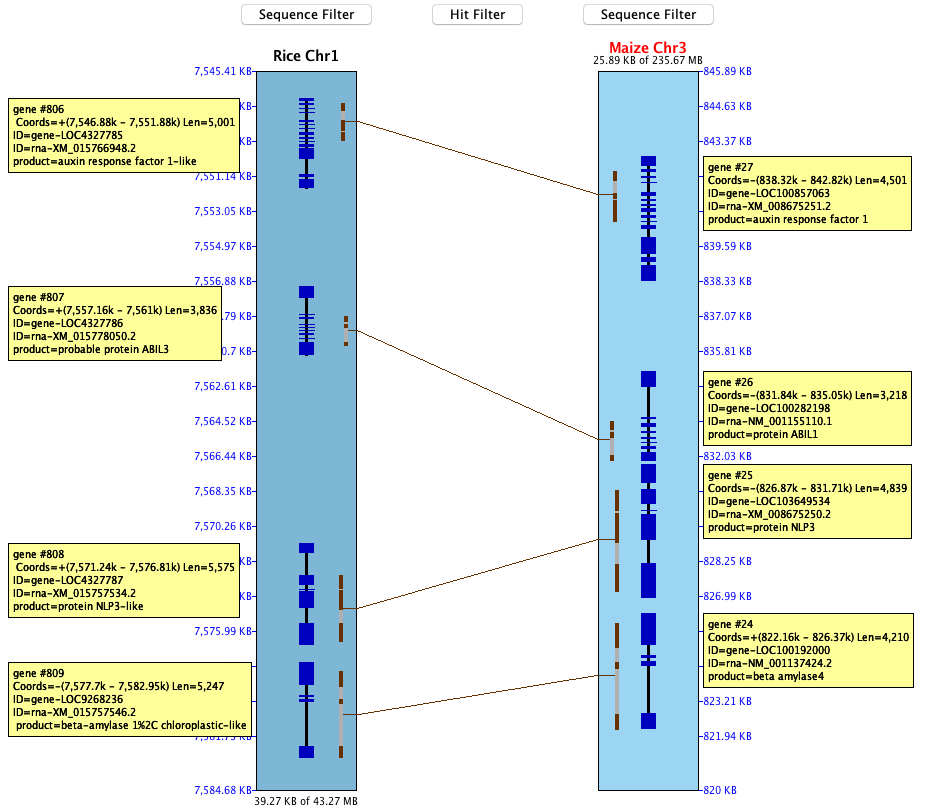 Sequence Filter
Hit Filter
Sequence Filter
Rice Chr1
Maize Chr3
25.89 KB of 235.67 MB
7,545.41 KB
gene #806
Coords=+(7,546.88k - 7,551.88k) Len=5,001
ID=gene-LOC4327785
ID=rna-XM_015766948.2
product=auxin response factor 1-like
7,551.14 KB
7,553.05 KB
7,554.97 KB
7,556.88 KB
gene #807
Coords=+(7,557.16k - 7,561k) Len=3,836
ID=gene-LOC4327786
ID=rna-XM_015778050.2
product=probable protein ABIL3
.79 KB
0.7 KB
7,562.61 KB
7,564.52 KB
7,566.44 KB
7,568.35 KB
7,570.26 KB
gene #808
Coords=+(7,571.24k - 7,576.81k) Len=5,575
ID=gene-LOC4327787
ID=rna-XM_015757534.2
product=protein NLP3-like
KB
KB
7,575.99 KB
gene #809
Coords=-(7,577.7k - 7,582.95k) Len=5,247
ID=gene-LOC9268236
ID=rna-XM_015757546.2
product=beta-amylase 1%2C chloroplastic-like
7,584.68 KB
39.27 KB of 43.27 MB
845.89 KB
844.63 KB
843.37 KB
gene #27
Coords=-(838.32k - 842.82k) Len=4,501
ID=gene-LOC100857063
ID=rna-XM_008675251.2
product=auxin response factor 1
839.59 KB
838.33 KB
837.07 KB
835.81 KB
gene #26
Coords=-(831.84k - 835.05k) Len=3,218
ID=gene-LOC100282198
ID=rna-NM_001155110.1
product=protein ABIL1
832.03 KB
gene #25
Coords=-(826.87k - 831.71k) Len=4,839
ID=gene-LOC103649534
ID=rna-XM_008675250.2
product=protein NLP3
828.25 KB
826.99 KB
gene #24
Coords=+(822.16k - 826.37k) Len=4,210
ID=gene-LOC100192000
ID=rna-NM_001137424.2
product=beta amylase4
823.21 KB
821.94 KB
820 KB